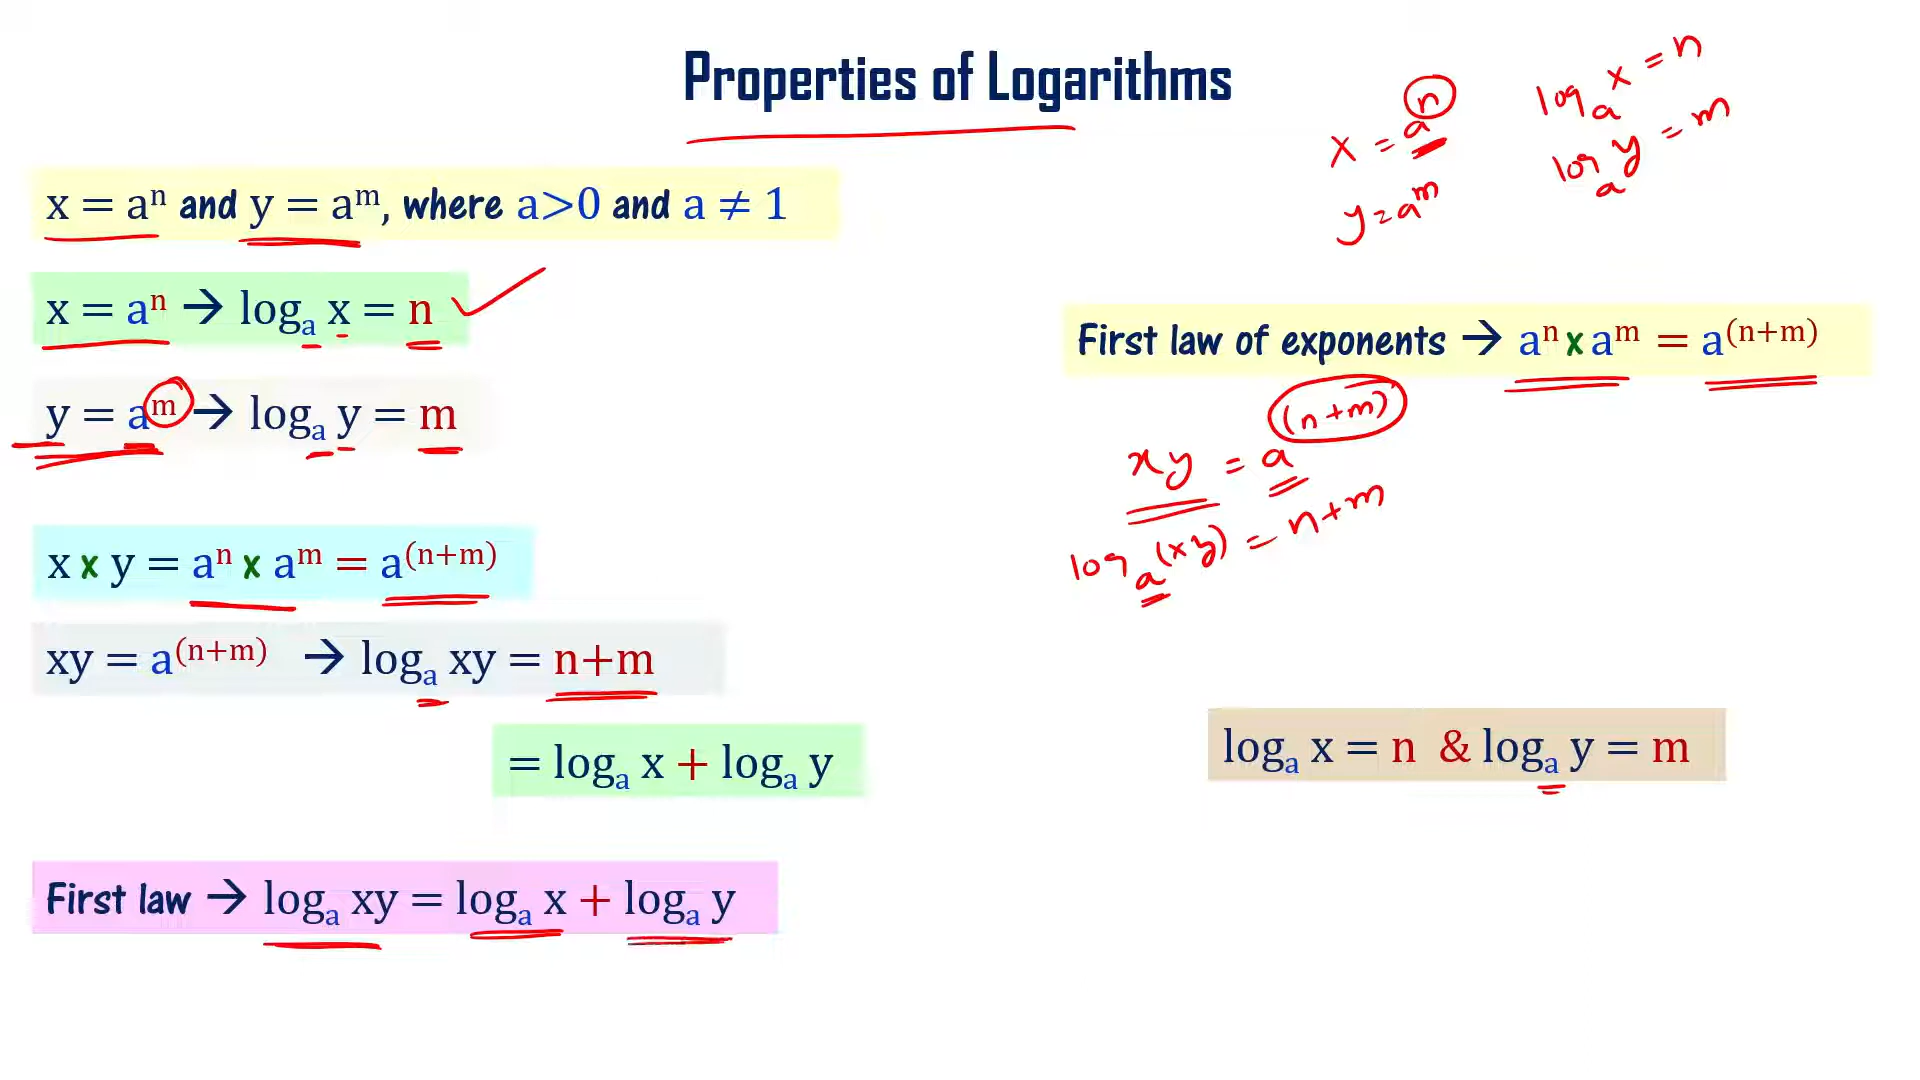 Properties of Logarithms
x = aⁿ
y = aᵐ
logₐ x = n
logₐ y = m
x = aⁿ and y = aᵐ, where a>0 and a ≠ 1
x = aⁿ → logₐ x = n
y = aᵐ → logₐ y = m
First law of exponents → aⁿ x aᵐ = a⁽ⁿ⁺ᵐ⁾
xy = a⁽ⁿ⁺ᵐ⁾
logₐ(xy) = n+m
x x y = aⁿ x aᵐ = a⁽ⁿ⁺ᵐ⁾
xy = a⁽ⁿ⁺ᵐ⁾ → logₐ xy = n+m
= logₐ x + logₐ y
logₐ x = n & logₐ y = m
First law → logₐ xy = logₐ x + logₐ y